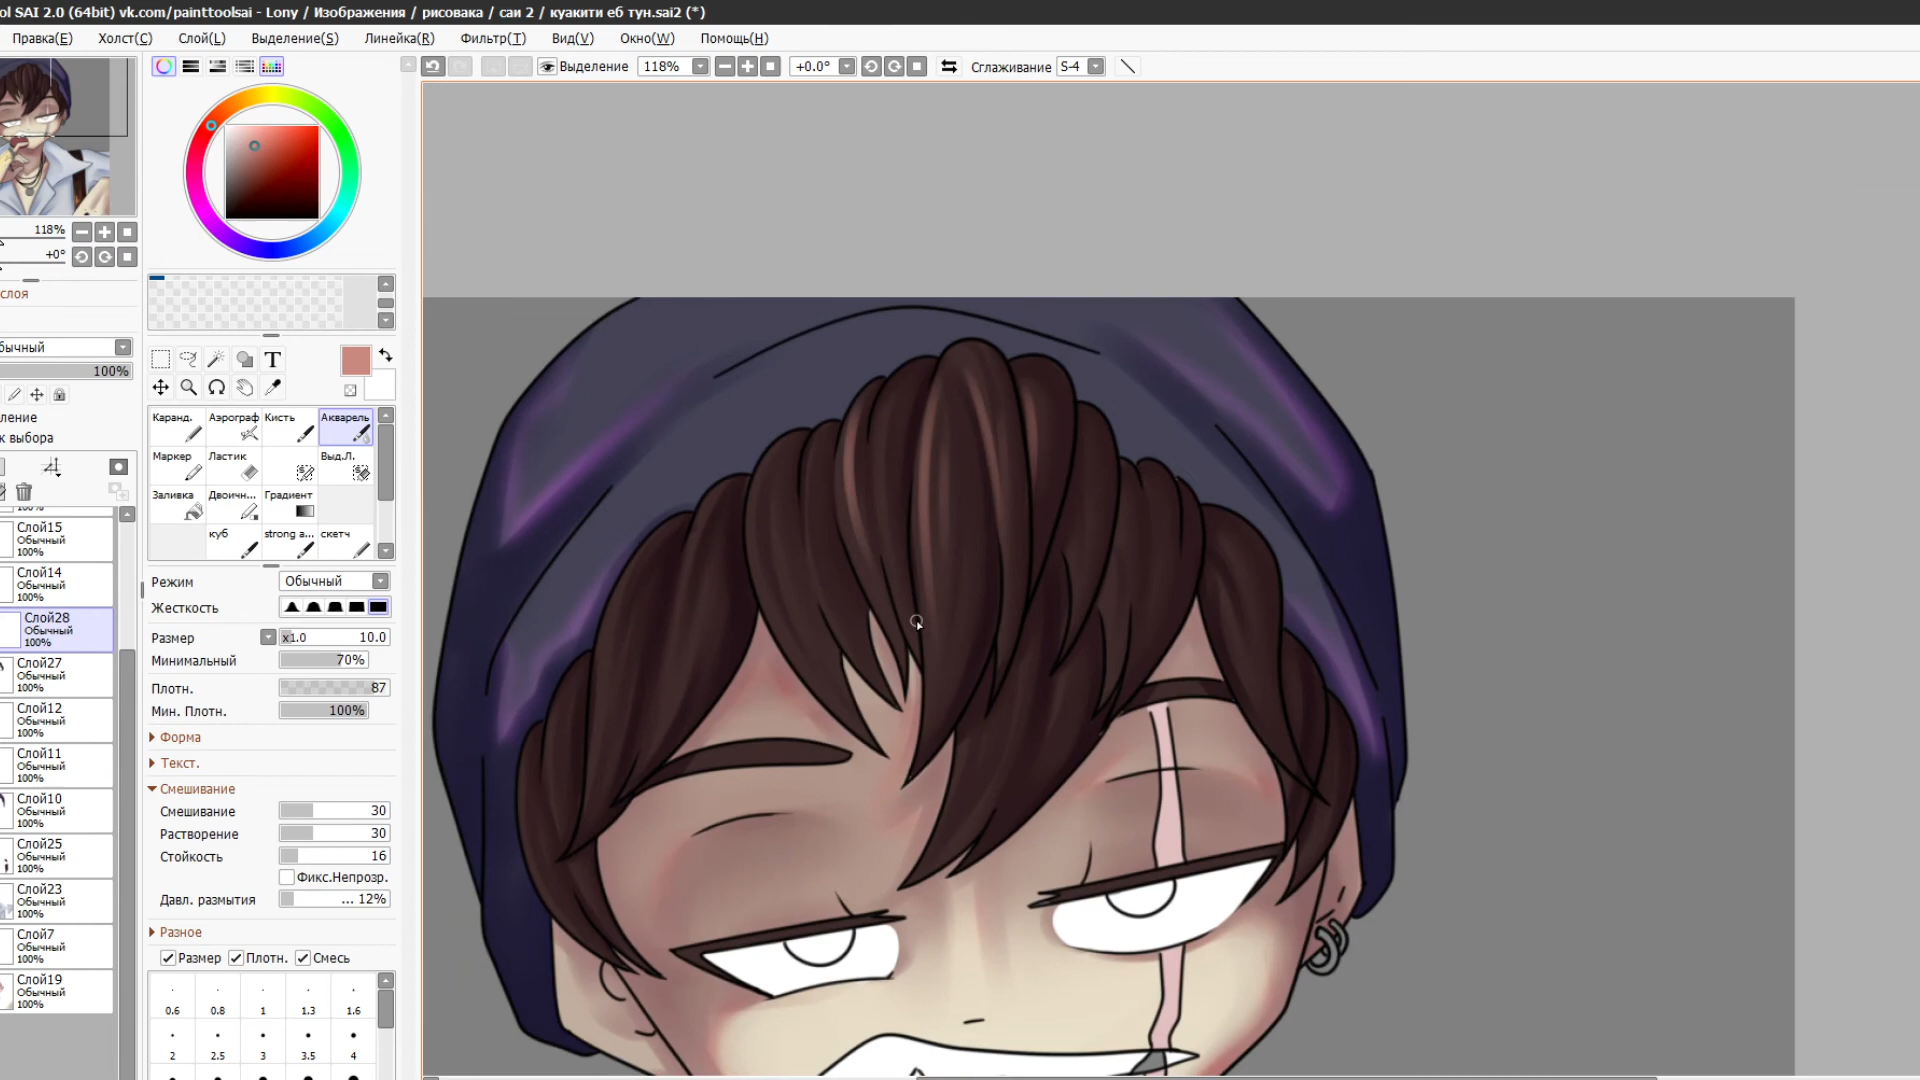 ol SAI 2.0 (64bit) vk.com/painttoolsai - Lony / Изображения / рисовака / саи 2 / куакити еб тун.sai2 (*)
Правка(E) Холст(C) Слой(L) Выделение(S) Линейка(R) Фильтр(T) Вид(V) Окно(W) Помощь(H)
Выделение 118% +0.0° Сглаживание S-4
118%
+0°
слоя
бычный
100%
ление
к выбора
T
Каранд. Аэрограф Кисть Акварель
Маркер Ластик Выд.Л.
Заливка Двоичн... Градиент
куб strong a... скетч
Режим Обычный
Жесткость
Размер x1.0 10.0
Минимальный 70%
Плотн. 87
Мин. Плотн. 100%
Форма
Текст.
Смешивание
Смешивание 30
Растворение 30
Стойкость 16
Фикс.Непрозр.
Давл. размытия ... 12%
Разное
Размер Плотн. Смесь
0.6 0.8 1 1.3 1.6
2 2.5 3 3.5 4
100%
Слой15
Обычный
100%
Слой14
Обычный
100%
Слой28
Обычный
100%
Слой27
Обычный
100%
Слой12
Обычный
100%
Слой11
Обычный
100%
Слой10
Обычный
100%
Слой25
Обычный
100%
Слой23
Обычный
100%
Слой7
Обычный
100%
Слой19
Обычный
100%